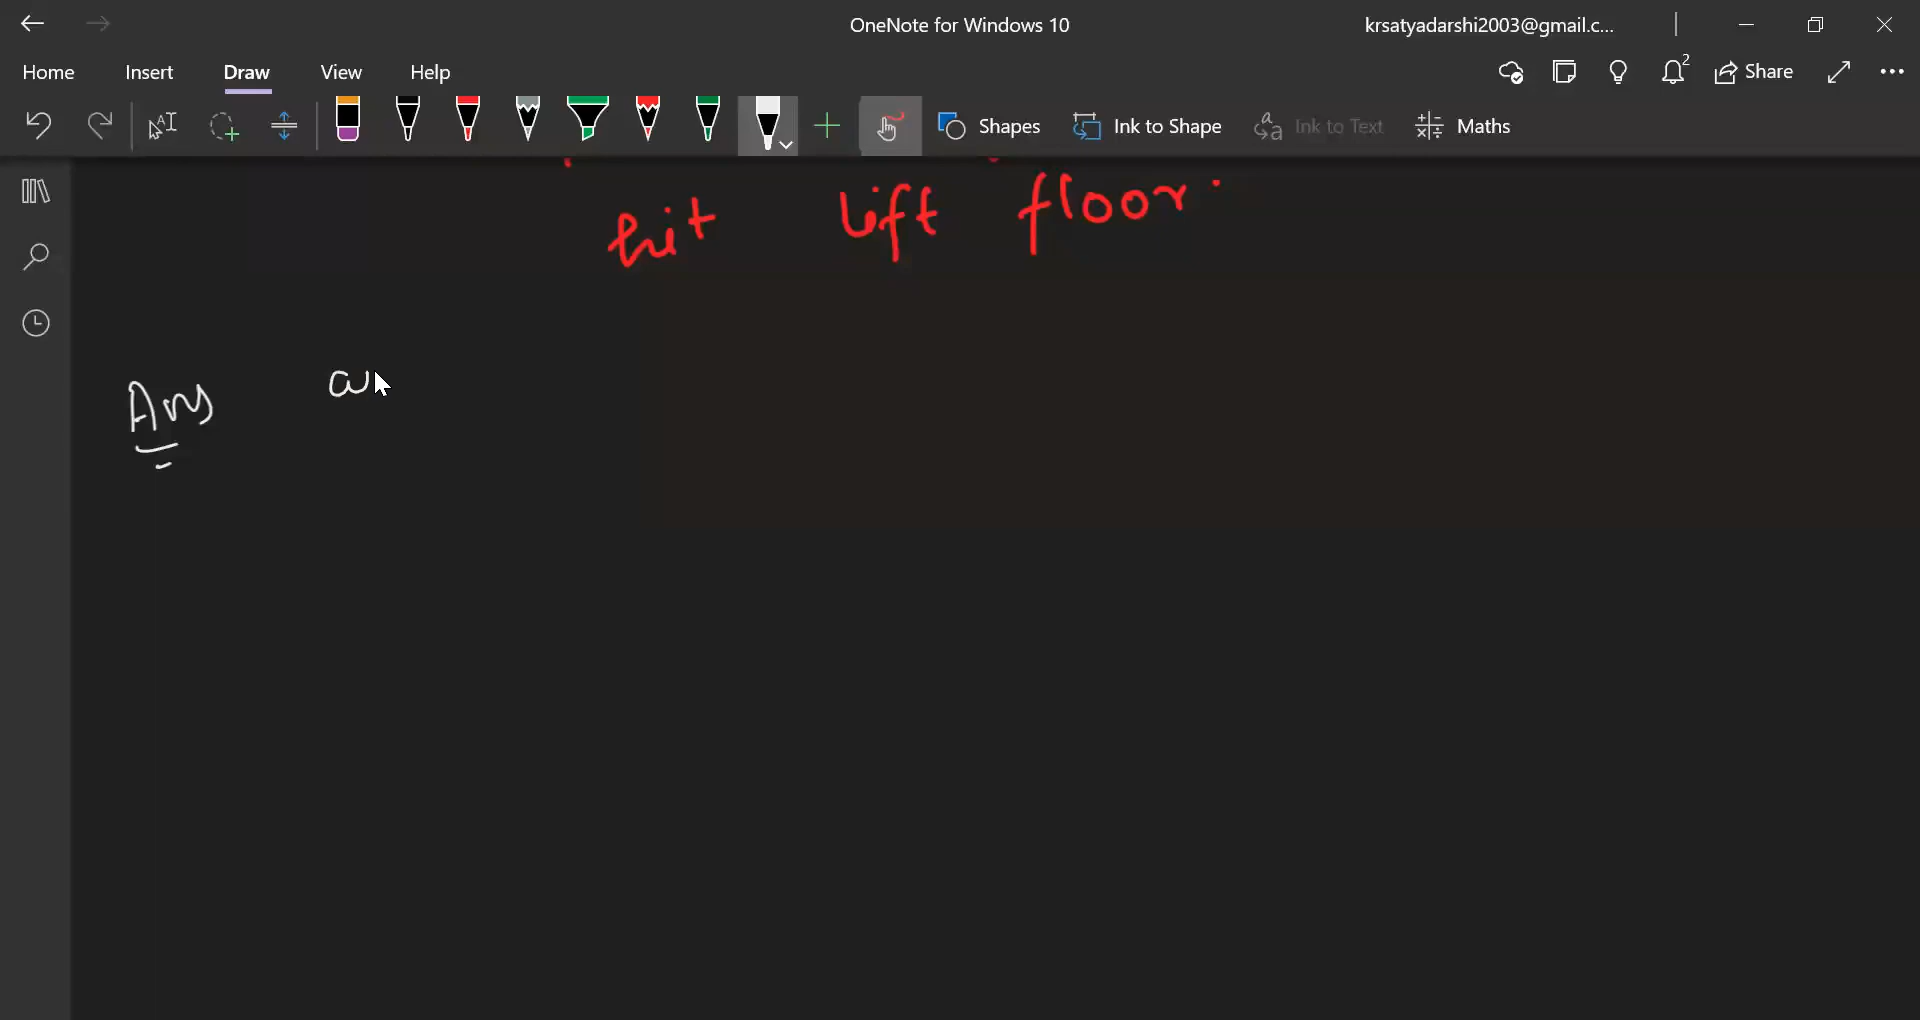 OneNote for Windows 10
krsatyadarshi2003@gmail.c...
Home Insert Draw View Help
2
Share
Shapes
Ink to Shape
Ink to Text
Maths
hit lift floor.
Ans